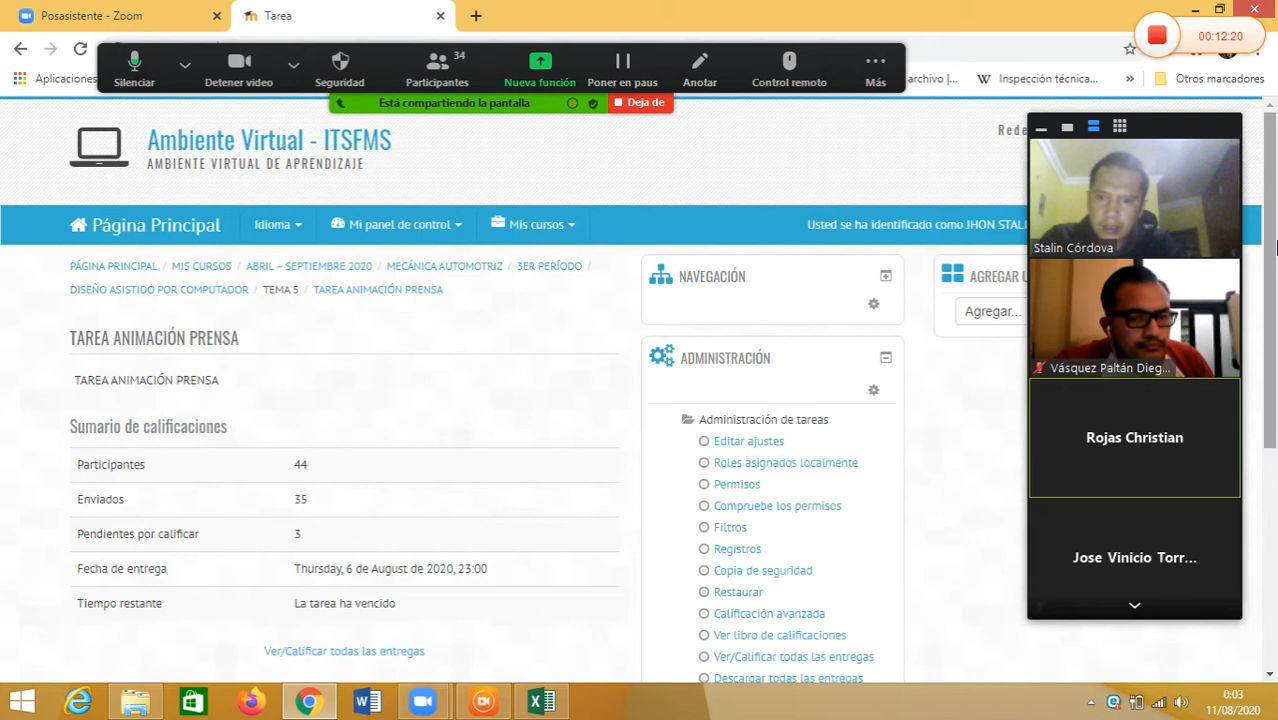 Posasistente - Zoom
Tarea
00:12:20
Silenciar
Detener video
Seguridad
Participantes
34
Nueva función
Poner en paus
Anotar
Control remoto
Más
Aplicaciones
archivo |...
Inspección técnica...
»
Otros marcadores
Está compartiendo la pantalla
Deja de
Ambiente Virtual - ITSFMS
AMBIENTE VIRTUAL DE APRENDIZAJE
Rede
Página Principal
Idioma
Mi panel de control
Mis cursos
Usted se ha identificado como JHON STALI
PÁGINA PRINCIPAL / MIS CURSOS / ABRIL – SEPTIEMBRE 2020 / MECÁNICA AUTOMOTRIZ / 3ER PERÍODO /
DISEÑO ASISTIDO POR COMPUTADOR / TEMA 5 / TAREA ANIMACIÓN PRENSA
TAREA ANIMACIÓN PRENSA
TAREA ANIMACIÓN PRENSA
Sumario de calificaciones
Participantes 44
Enviados 35
Pendientes por calificar 3
Fecha de entrega Thursday, 6 de August de 2020, 23:00
Tiempo restante La tarea ha vencido
Ver/Calificar todas las entregas
NAVEGACIÓN
ADMINISTRACIÓN
Administración de tareas
Editar ajustes
Roles asignados localmente
Permisos
Compruebe los permisos
Filtros
Registros
Copia de seguridad
Restaurar
Calificación avanzada
Ver libro de calificaciones
Ver/Calificar todas las entregas
Descargar todas las entregas
AGREGAR U
Agregar...
Stalin Córdova
Vásquez Paltán Dieg...
Rojas Christian
Jose Vinicio Torr...
0:03
11/08/2020